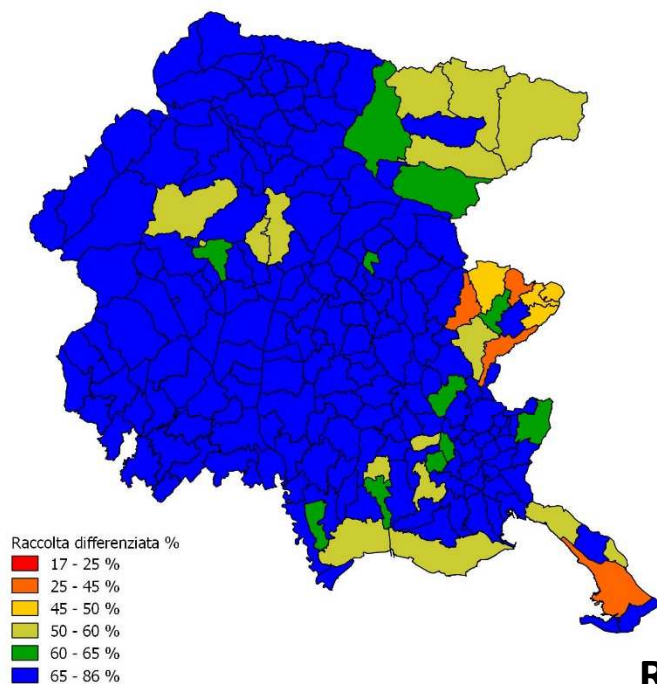 Raccolta differenziata %
17 - 25 %
25 - 45 %
45 - 50 %
50 - 60 %
60 - 65 %
65 - 86 %
R